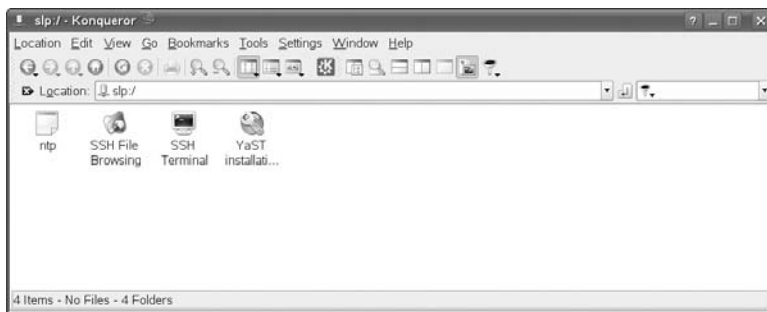 slp:/ - Konqueror
Location Edit View Go Bookmarks Tools Settings Window Help
Location: slp:/
ntp
SSH File Browsing
SSH Terminal
YaST installati...
4 Items - No Files - 4 Folders